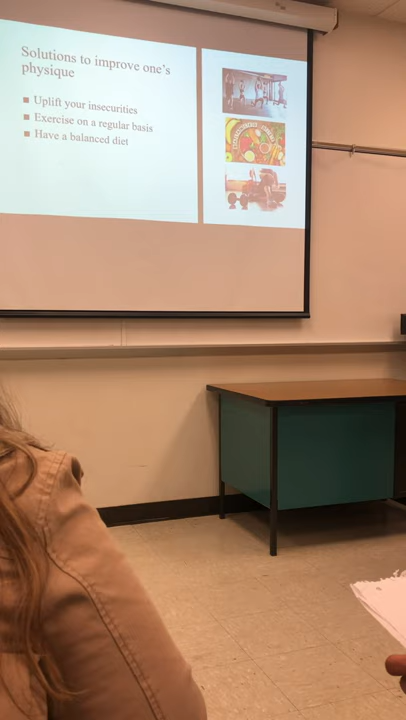 Solutions to improve one's
physique
Uplift your insecurities
Exercise on a regular basis
Have a balanced diet